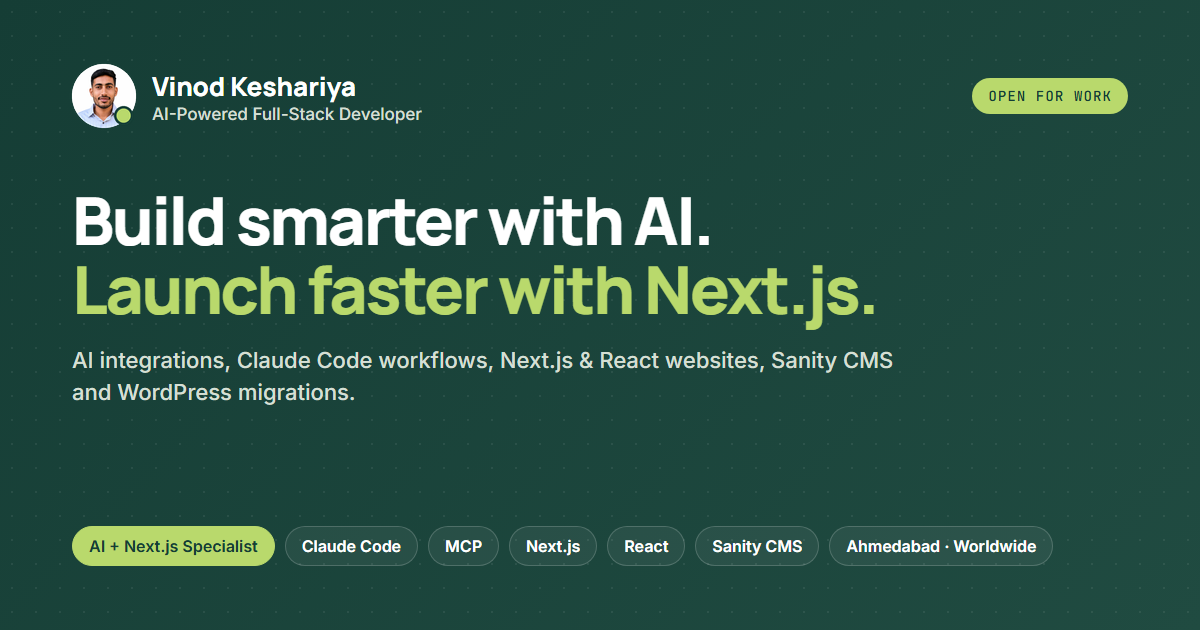 Vinod Keshariya
AI-Powered Full-Stack Developer
OPEN FOR WORK
Build smarter with AI.
Launch faster with Next.js.
AI integrations, Claude Code workflows, Next.js & React websites, Sanity CMS
and WordPress migrations.
AI + Next.js Specialist
Claude Code
MCP
Next.js
React
Sanity CMS
Ahmedabad · Worldwide